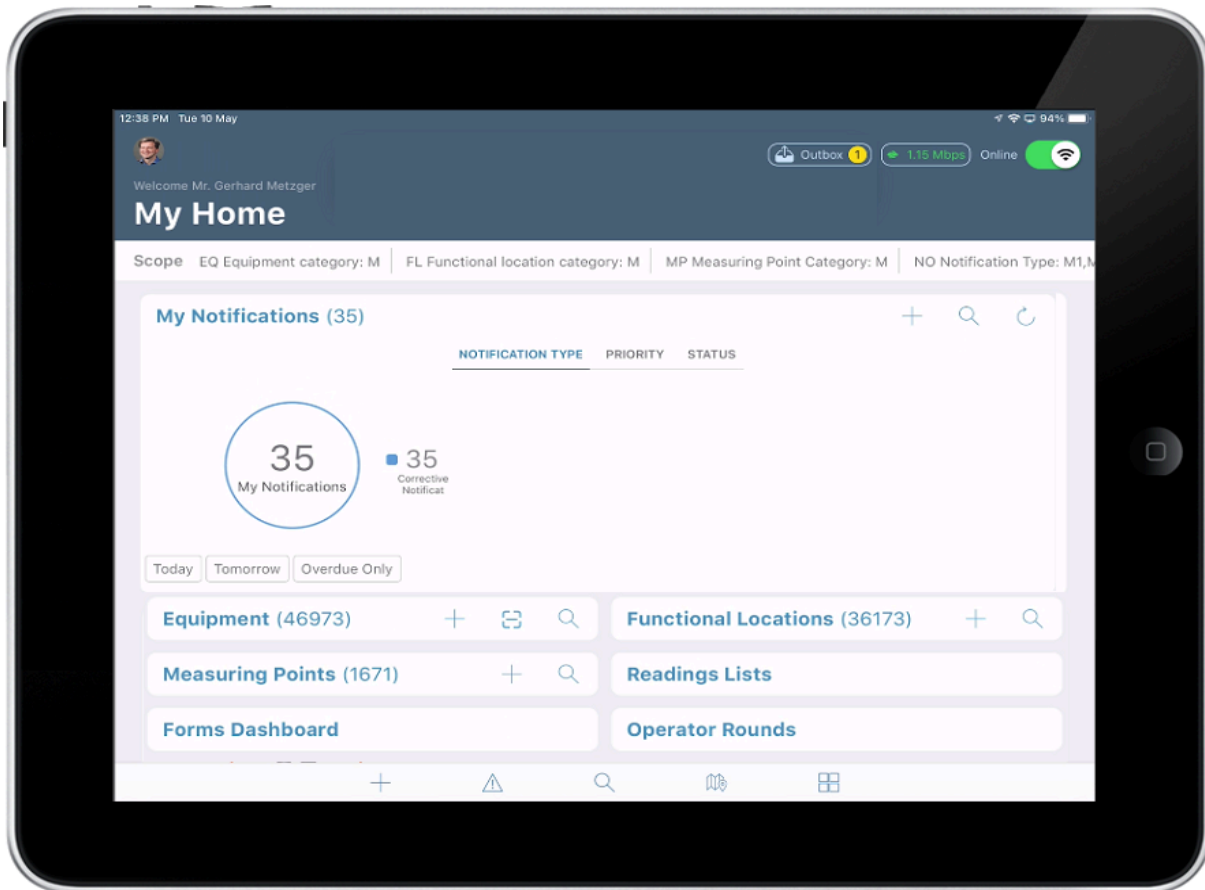 12:38 PM Tue 10 May 94%
Outbox 1 1.15 Mbps Online
Welcome Mr. Gerhard Metzger
My Home
Scope EQ Equipment category: M FL Functional location category: M MP Measuring Point Category: M NO Notification Type: M1,M
My Notifications (35)
NOTIFICATION TYPE PRIORITY STATUS
35
My Notifications
35
Corrective
Notificat
Today Tomorrow Overdue Only
Equipment (46973) Functional Locations (36173)
Measuring Points (1671) Readings Lists
Forms Dashboard Operator Rounds